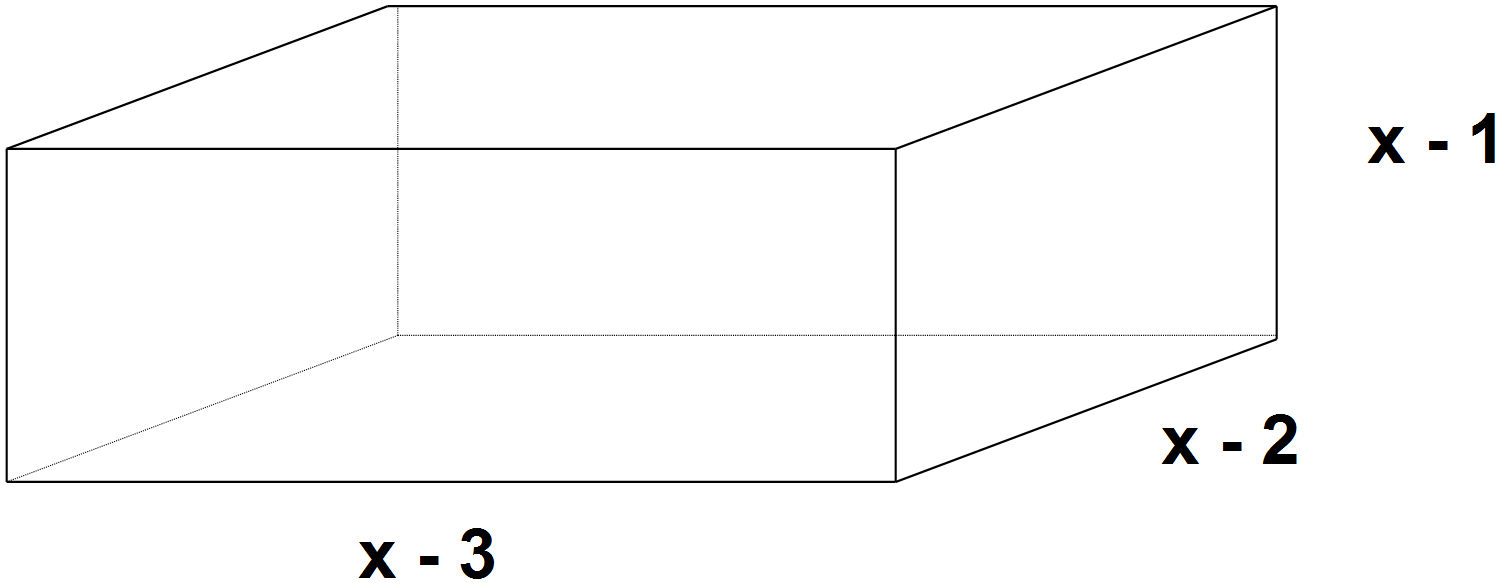 x - 1
x - 2
x - 3